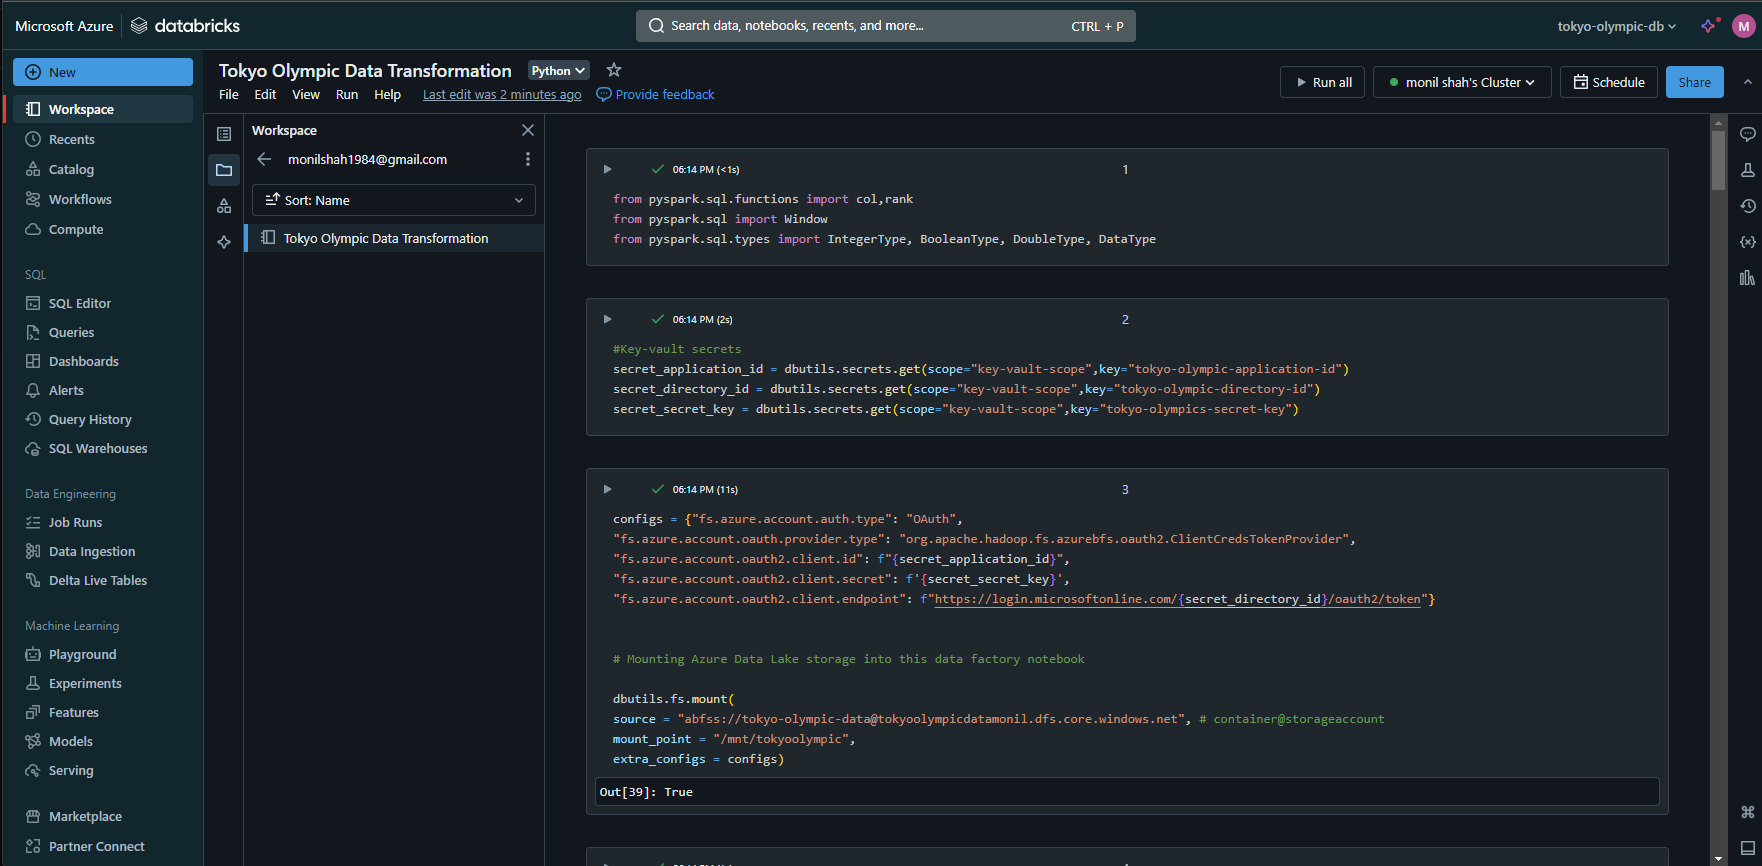 Microsoft Azure databricks
Search data, notebooks, recents, and more... CTRL + P
tokyo-olympic-db
M
New
Workspace
Recents
Catalog
Workflows
Compute
SQL
SQL Editor
Queries
Dashboards
Alerts
Query History
SQL Warehouses
Data Engineering
Job Runs
Data Ingestion
Delta Live Tables
Machine Learning
Playground
Experiments
Features
Models
Serving
Marketplace
Partner Connect
Tokyo Olympic Data Transformation Python
File Edit View Run Help Last edit was 2 minutes ago Provide feedback
Run all monil shah's Cluster Schedule Share
Workspace
monilshah1984@gmail.com
Sort: Name
Tokyo Olympic Data Transformation
06:14 PM (<1s) 1
from pyspark.sql.functions import col,rank
from pyspark.sql import Window
from pyspark.sql.types import IntegerType, BooleanType, DoubleType, DataType
06:14 PM (2s) 2
#Key-vault secrets
secret_application_id = dbutils.secrets.get(scope="key-vault-scope",key="tokyo-olympic-application-id")
secret_directory_id = dbutils.secrets.get(scope="key-vault-scope",key="tokyo-olympic-directory-id")
secret_secret_key = dbutils.secrets.get(scope="key-vault-scope",key="tokyo-olympics-secret-key")
06:14 PM (11s) 3
configs = {"fs.azure.account.auth.type": "OAuth",
"fs.azure.account.oauth.provider.type": "org.apache.hadoop.fs.azurebfs.oauth2.ClientCredsTokenProvider",
"fs.azure.account.oauth2.client.id": f"{secret_application_id}",
"fs.azure.account.oauth2.client.secret": f'{secret_secret_key}',
"fs.azure.account.oauth2.client.endpoint": f"https://login.microsoftonline.com/{secret_directory_id}/oauth2/token"}
# Mounting Azure Data Lake storage into this data factory notebook
dbutils.fs.mount(
source = "abfss://tokyo-olympic-data@tokyoolympicdatamonil.dfs.core.windows.net", # container@storageaccount
mount_point = "/mnt/tokyoolympic",
extra_configs = configs)
Out[39]: True